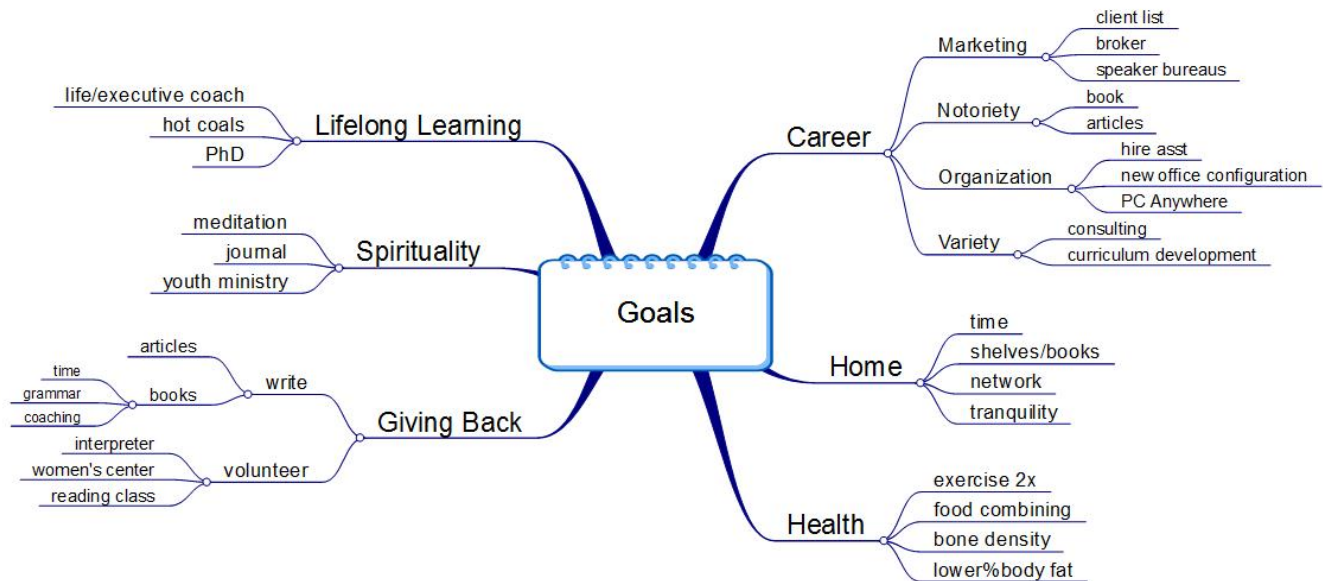 Goals
Career
Marketing
client list
broker
speaker bureaus
Notoriety
book
articles
Organization
hire asst
new office configuration
PC Anywhere
Variety
consulting
curriculum development
Home
time
shelves/books
network
tranquility
Health
exercise 2x
food combining
bone density
lower%body fat
Lifelong Learning
life/executive coach
hot coals
PhD
Spirituality
meditation
journal
youth ministry
Giving Back
write
articles
books
time
grammar
coaching
volunteer
interpreter
women's center
reading class